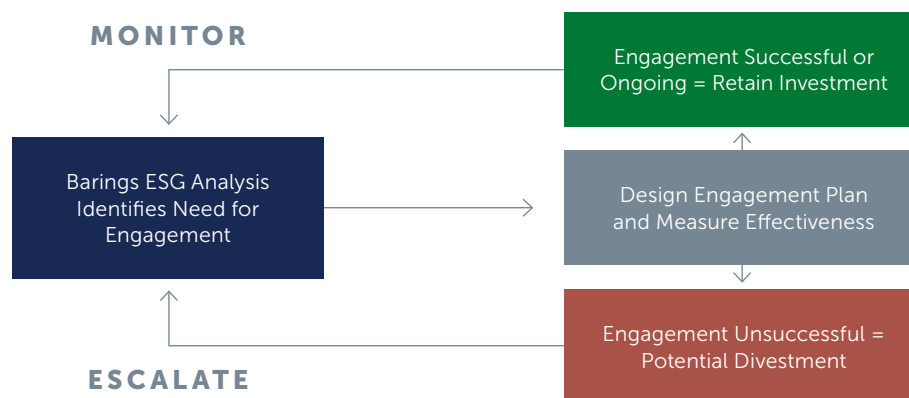 MONITOR
Engagement Successful or
Ongoing = Retain Investment
Barings ESG Analysis
Identifies Need for
Engagement
Design Engagement Plan
and Measure Effectiveness
Engagement Unsuccessful =
Potential Divestment
ESCALATE